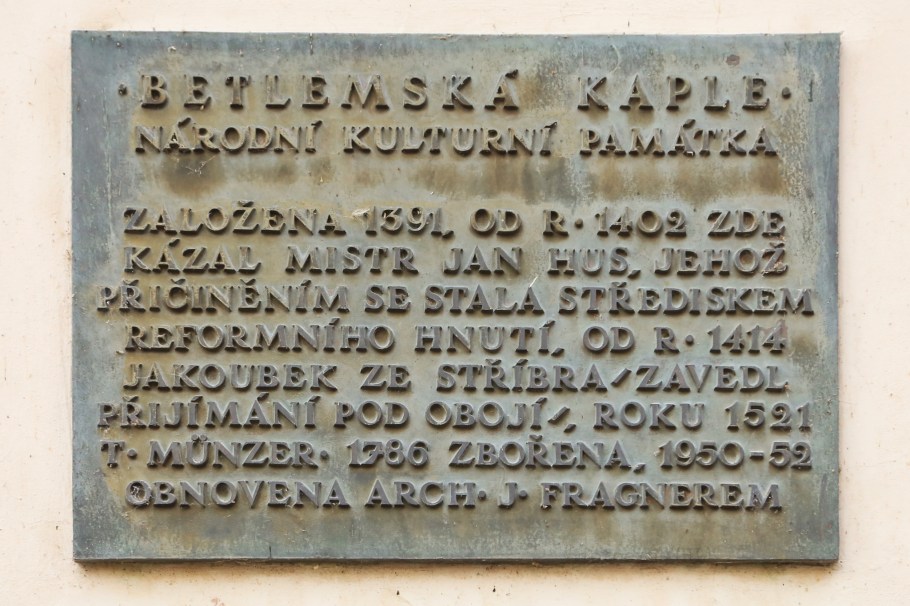 ·BETLEMSKÁ KAPLE·
NÁRODNÍ KULTURNÍ PAMÁTKA
ZALOŽENA 1391, OD R· 1402 ZDE
KÁZAL MISTR JAN HUS, JEHOŽ
PŘIČINĚNÍM SE STALA STŘEDISKEM
REFORMNÍHO HNUTÍ, OD R· 1414
JAKOUBEK ZE STŘÍBRA/ZAVEDL
PŘIJÍMÁNÍ POD OBOJÍ/, ROKU 1521
T· MÜNZER· 1786 ZBOŘENA, 1950-52
OBNOVENA ARCH· J· FRAGNEREM